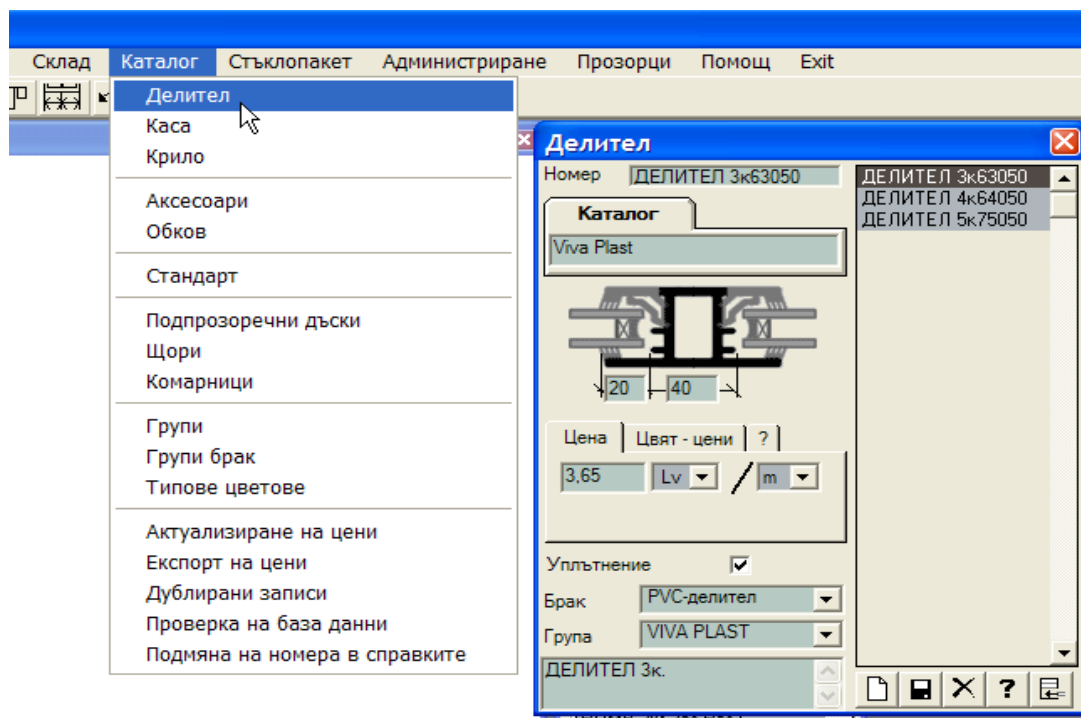 Склад Каталог Стъклопакет Администриране Прозорци Помощ Exit
Делител
Каса
Крило
Аксесоари
Обков
Стандарт
Подпрозоречни дъски
Щори
Комарници
Групи
Групи брак
Типове цветове
Актуализиране на цени
Експорт на цени
Дублирани записи
Проверка на база данни
Подмяна на номера в справките
Делител
Номер ДЕЛИТЕЛ 3к63050
Каталог
Viva Plast
20 40
Цена Цвят - цени ?
3,65 Lv / m
Уплътнение
Брак PVC-делител
Група VIVA PLAST
ДЕЛИТЕЛ 3к.
ДЕЛИТЕЛ 3к63050
ДЕЛИТЕЛ 4к64050
ДЕЛИТЕЛ 5к75050
?